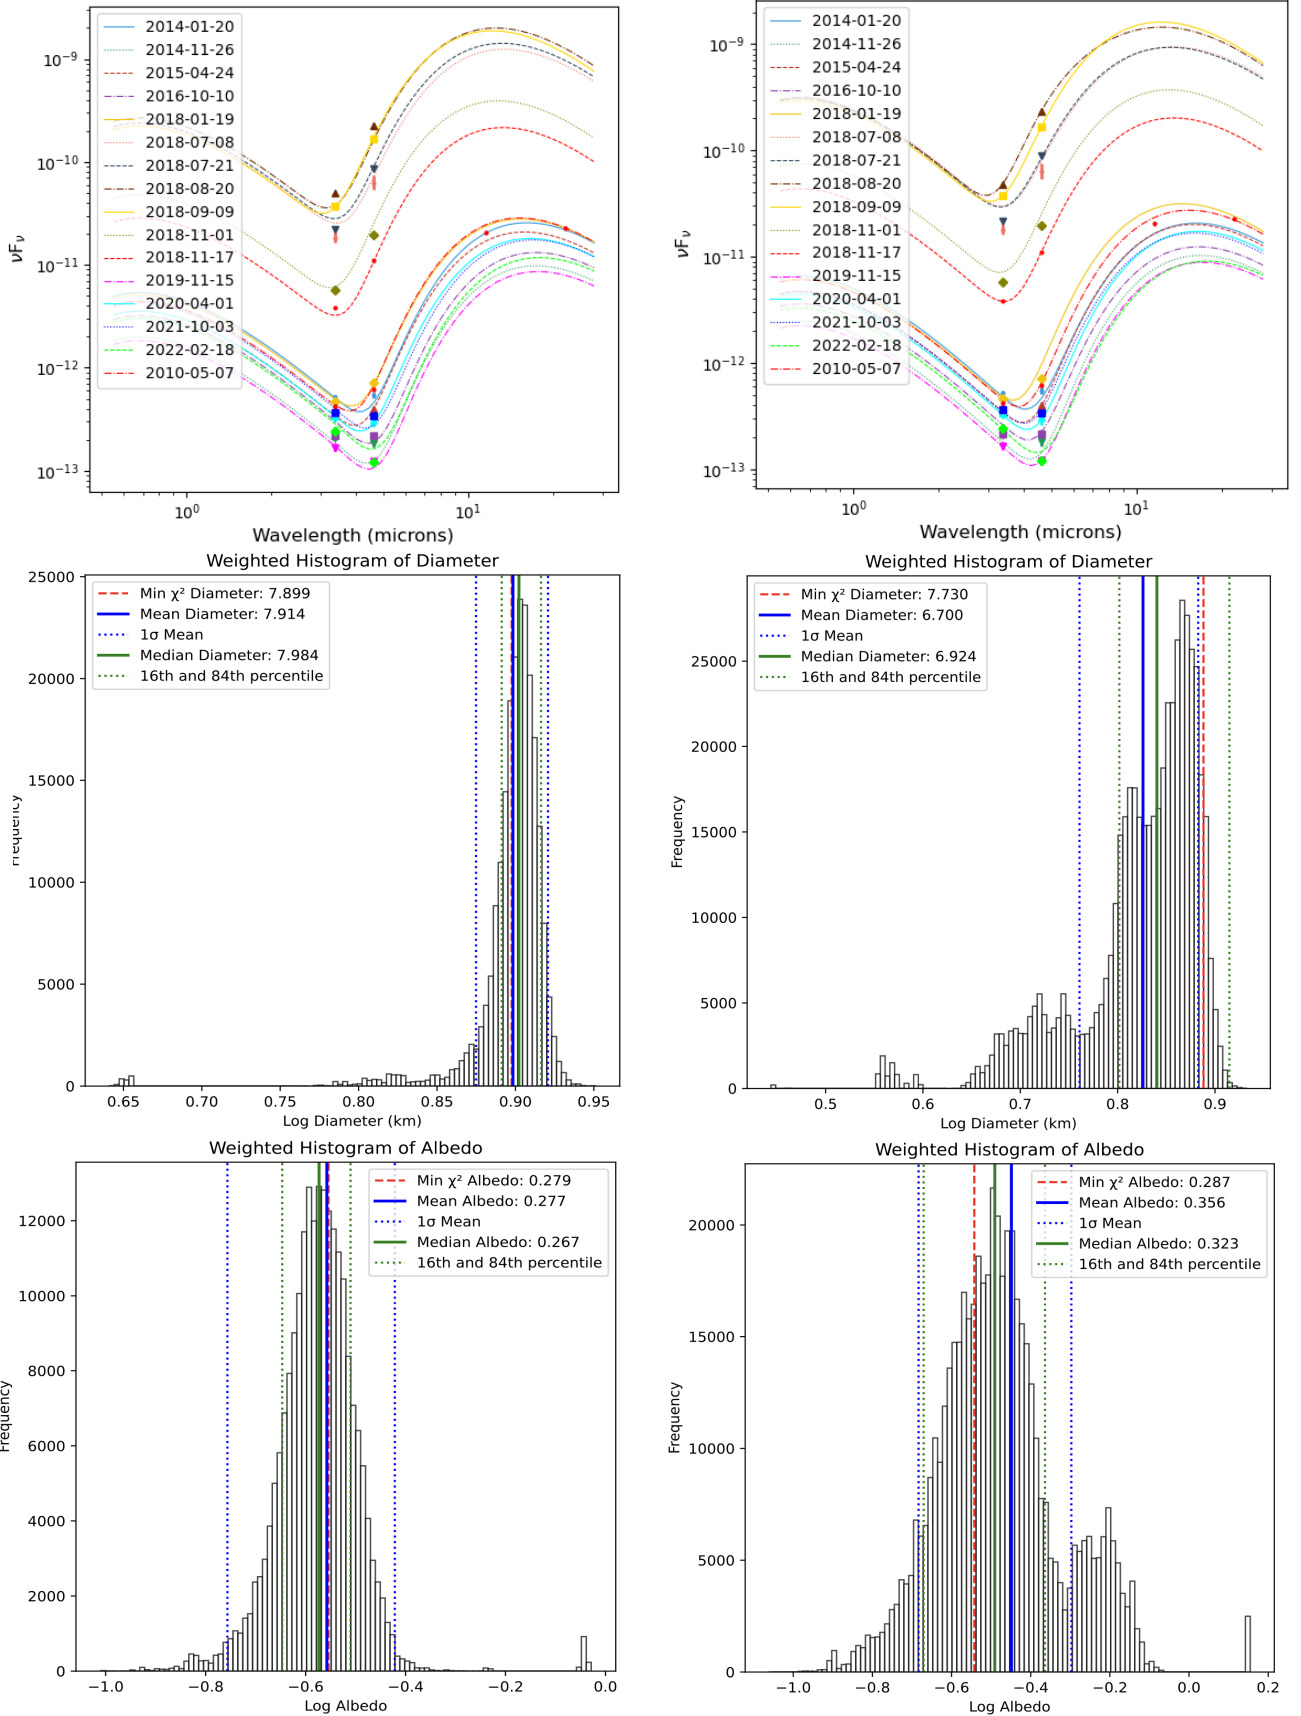 2014-01-20
2014-11-26
2015-04-24
2016-10-10
2018-01-19
2018-07-08
2018-07-21
2018-08-20
2018-09-09
2018-11-01
2018-11-17
2019-11-15
2020-04-01
2021-10-03
2022-02-18
2010-05-07
10⁻⁹
10⁻¹⁰
10⁻¹¹
10⁻¹²
10⁻¹³
νFν
10⁰ 10¹
Wavelength (microns)
2014-01-20
2014-11-26
2015-04-24
2016-10-10
2018-01-19
2018-07-08
2018-07-21
2018-08-20
2018-09-09
2018-11-01
2018-11-17
2019-11-15
2020-04-01
2021-10-03
2022-02-18
2010-05-07
10⁻⁹
10⁻¹⁰
10⁻¹¹
10⁻¹²
10⁻¹³
νFν
10⁰ 10¹
Wavelength (microns)
Weighted Histogram of Diameter
Min χ² Diameter: 7.899
Mean Diameter: 7.914
1σ Mean
Median Diameter: 7.984
16th and 84th percentile
25000
20000
15000
10000
5000
0
Frequency
0.65 0.70 0.75 0.80 0.85 0.90 0.95
Log Diameter (km)
Weighted Histogram of Diameter
Min χ² Diameter: 7.730
Mean Diameter: 6.700
1σ Mean
Median Diameter: 6.924
16th and 84th percentile
25000
20000
15000
10000
5000
0
Frequency
0.5 0.6 0.7 0.8 0.9
Log Diameter (km)
Weighted Histogram of Albedo
Min χ² Albedo: 0.279
Mean Albedo: 0.277
1σ Mean
Median Albedo: 0.267
16th and 84th percentile
12000
10000
8000
6000
4000
2000
0
Frequency
−1.0 −0.8 −0.6 −0.4 −0.2 0.0
Log Albedo
Weighted Histogram of Albedo
Min χ² Albedo: 0.287
Mean Albedo: 0.356
1σ Mean
Median Albedo: 0.323
16th and 84th percentile
20000
15000
10000
5000
0
Frequency
−1.0 −0.8 −0.6 −0.4 −0.2 0.0 0.2
Log Albedo